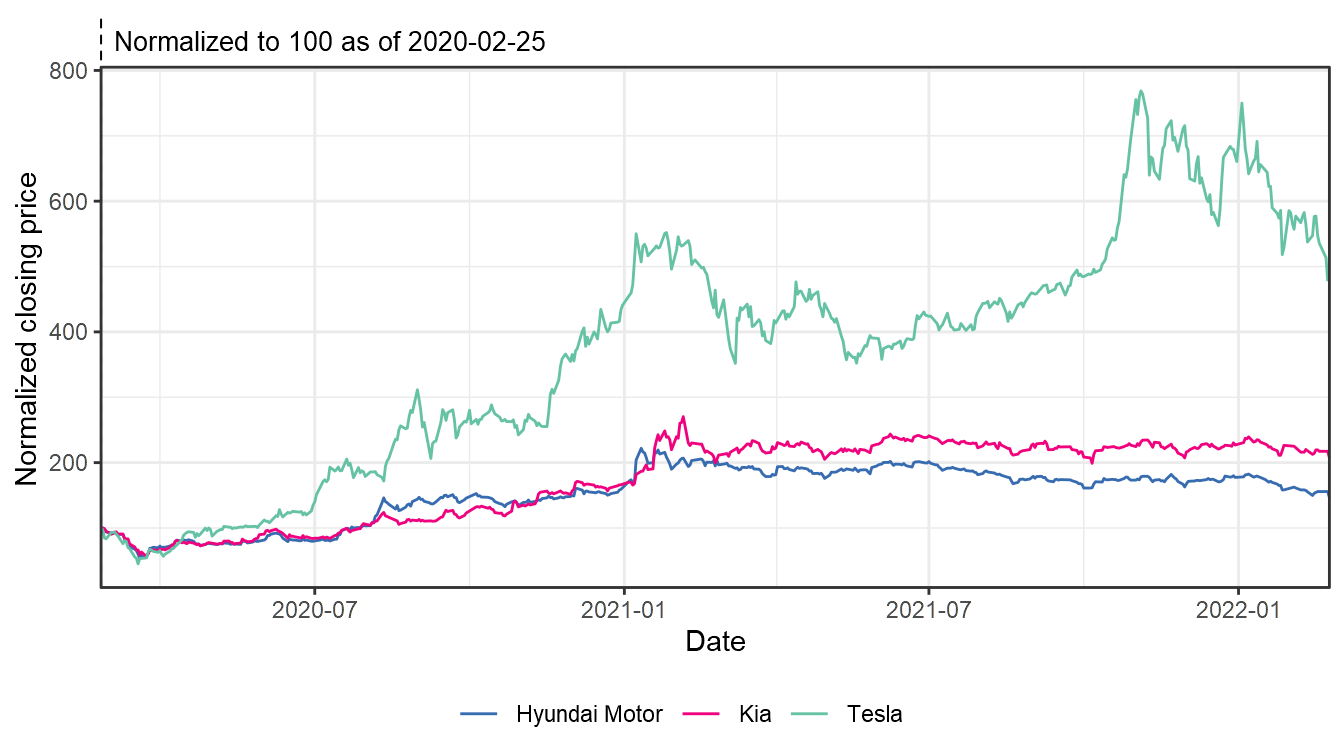 Normalized to 100 as of 2020-02-25
Normalized closing price
800
600
400
200
2020-07
2021-01
2021-07
2022-01
Date
Hyundai Motor
Kia
Tesla